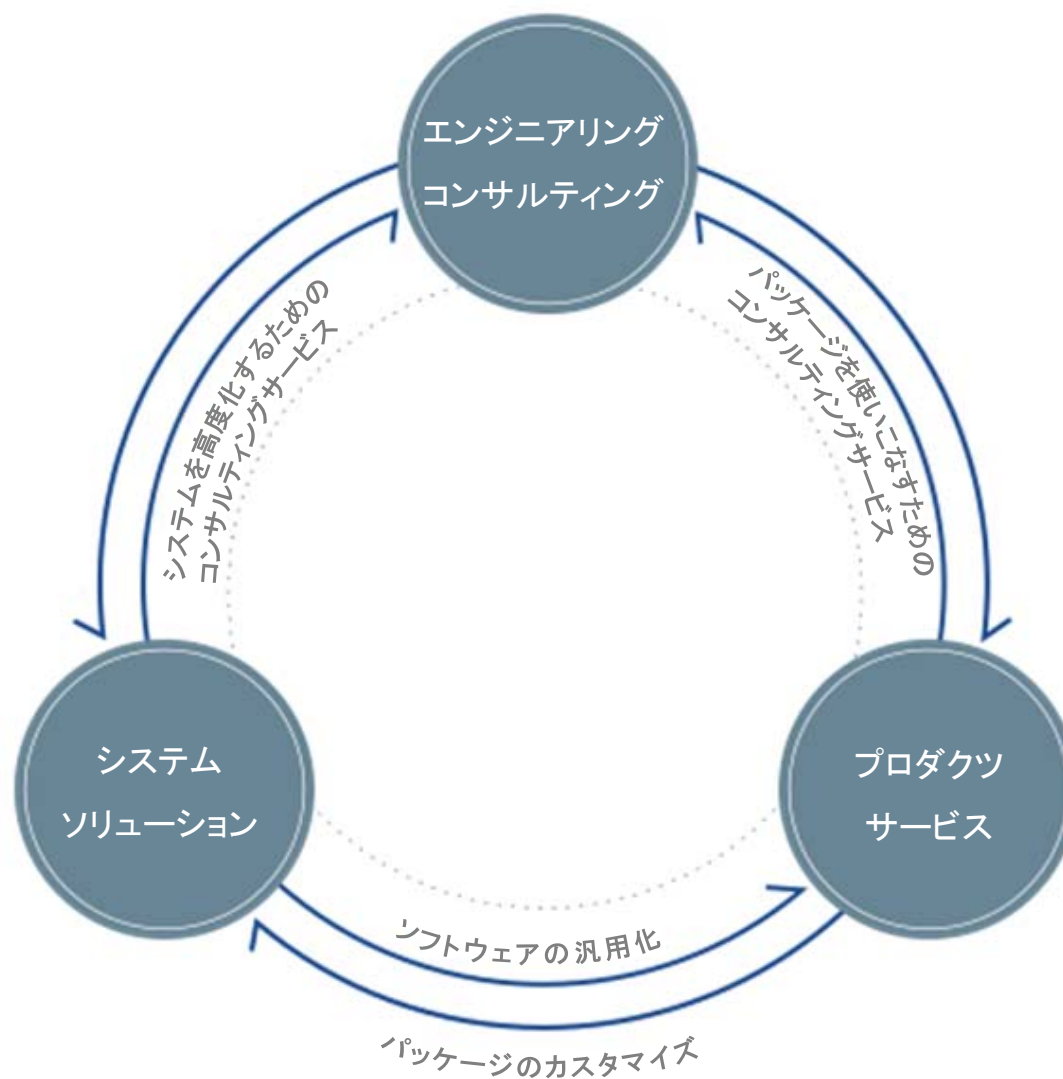 エンジニアリング
コンサルティング
システムを高度化するための
コンサルティングサービス
パッケージを使いこなすための
コンサルティングサービス
システム
ソリューション
プロダクツ
サービス
ソフトウェアの汎用化
パッケージのカスタマイズ